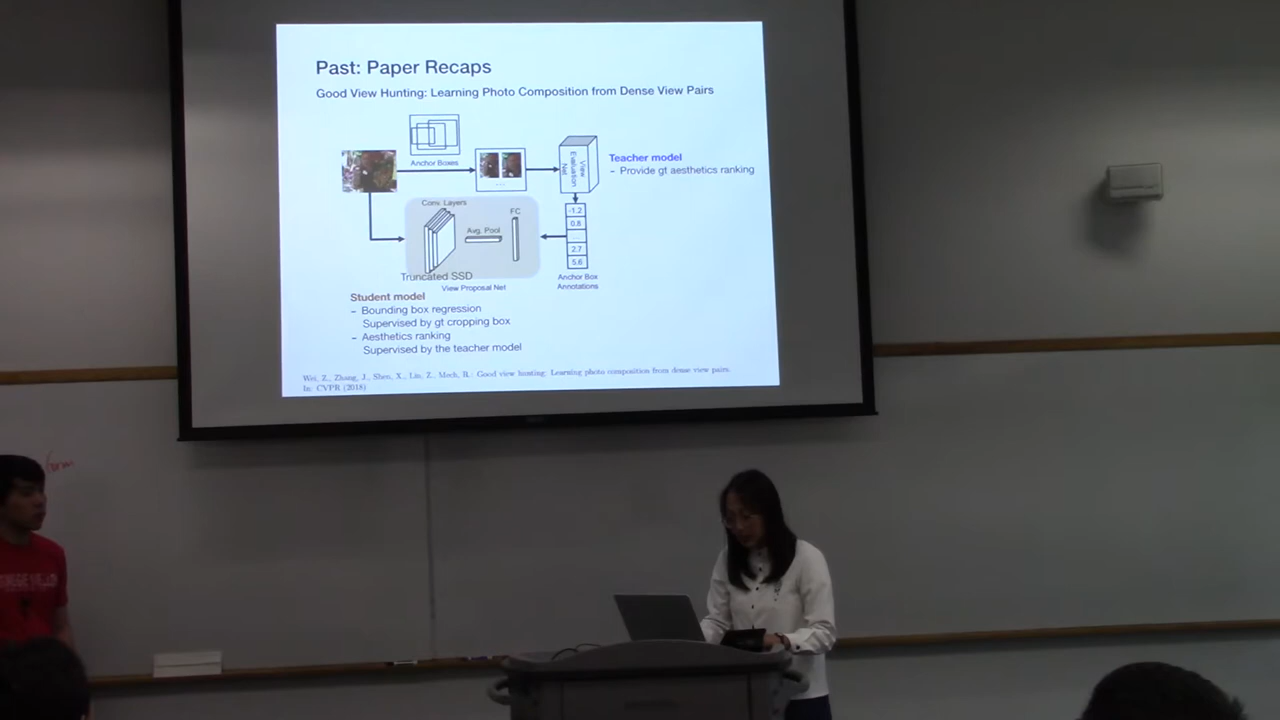 Past: Paper Recaps
Good View Hunting: Learning Photo Composition from Dense View Pairs
Anchor Boxes
View
Evaluation
Net
Teacher model
– Provide gt aesthetics ranking
Conv. Layers
Avg. Pool
FC
-1.2
0.8
2.7
5.6
Truncated SSD
View Proposal Net
Anchor Box
Annotations
Student model
– Bounding box regression
Supervised by gt cropping box
– Aesthetics ranking
Supervised by the teacher model
Wei, Z., Zhang, J., Shen, X., Lin, Z., Mech, R.: Good view hunting: Learning photo composition from dense view pairs.
In: CVPR (2018)